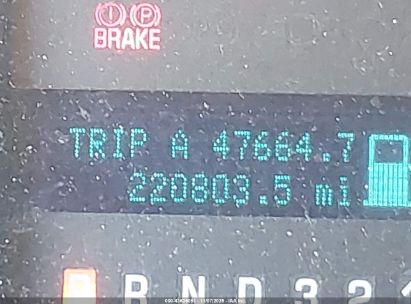 BRAKE
TRIP A 47664.7
220803.5 mi
P R N D 3 2